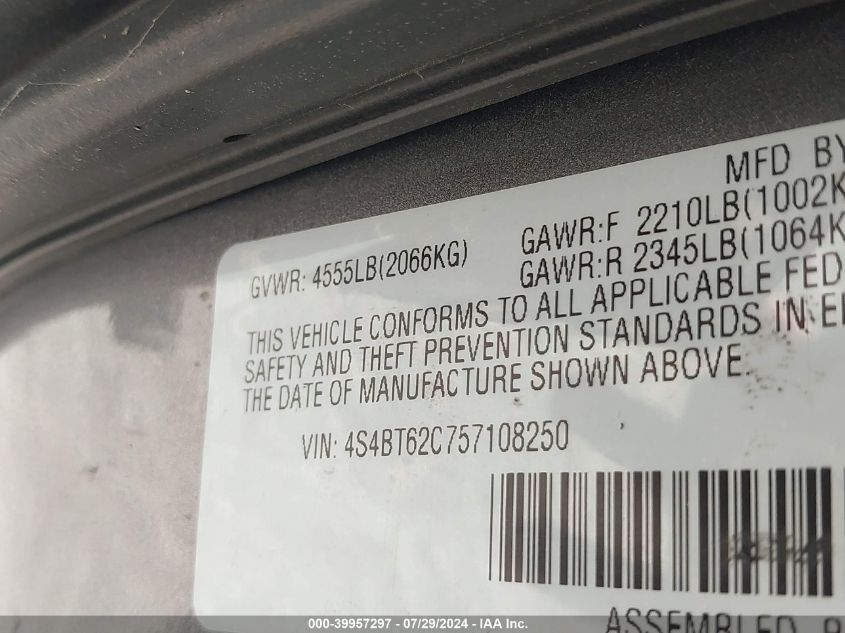 MFD BY
GVWR: 4555LB(2066KG) GAWR:F 2210LB(1002K
GAWR:R 2345LB(1064K
THIS VEHICLE CONFORMS TO ALL APPLICABLE FED
SAFETY AND THEFT PREVENTION STANDARDS IN E
THE DATE OF MANUFACTURE SHOWN ABOVE.
VIN: 4S4BT62C757108250
ASSEMBLED
000-39957297 - 07/29/2024 - IAA Inc.